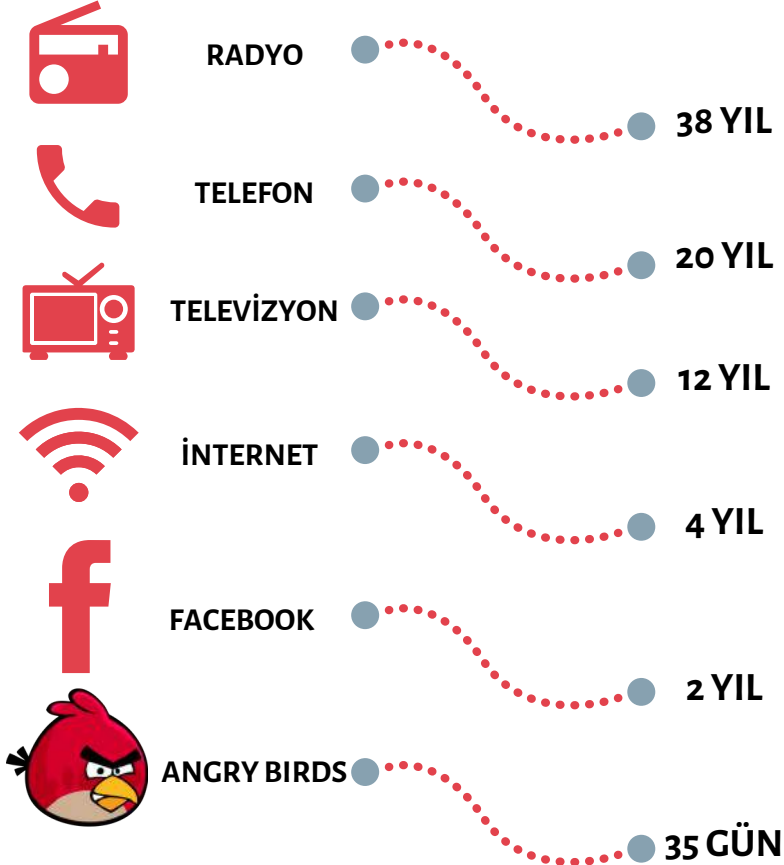 RADYO
38 YIL
TELEFON
20 YIL
TELEVİZYON
12 YIL
İNTERNET
4 YIL
FACEBOOK
2 YIL
ANGRY BIRDS
35 GÜN